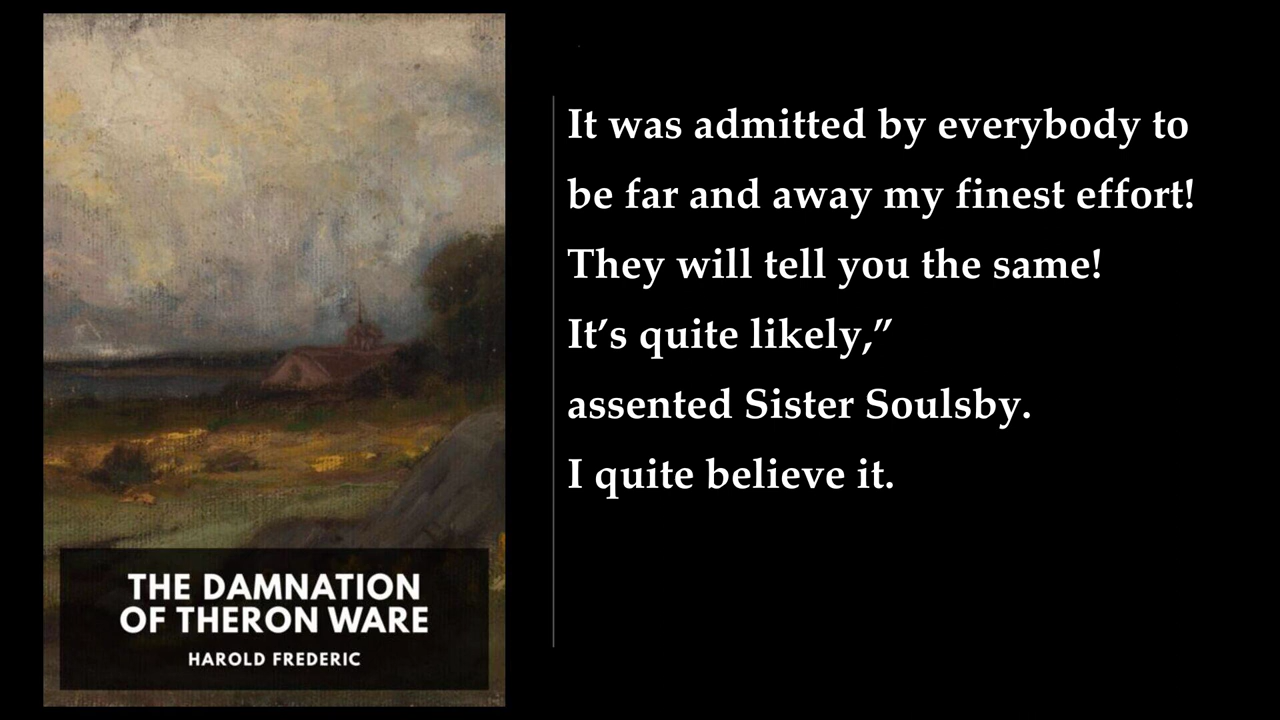 It was admitted by everybody to
be far and away my finest effort!
They will tell you the same!
It’s quite likely,”
assented Sister Soulsby.
I quite believe it.
THE DAMNATION
OF THERON WARE
HAROLD FREDERIC